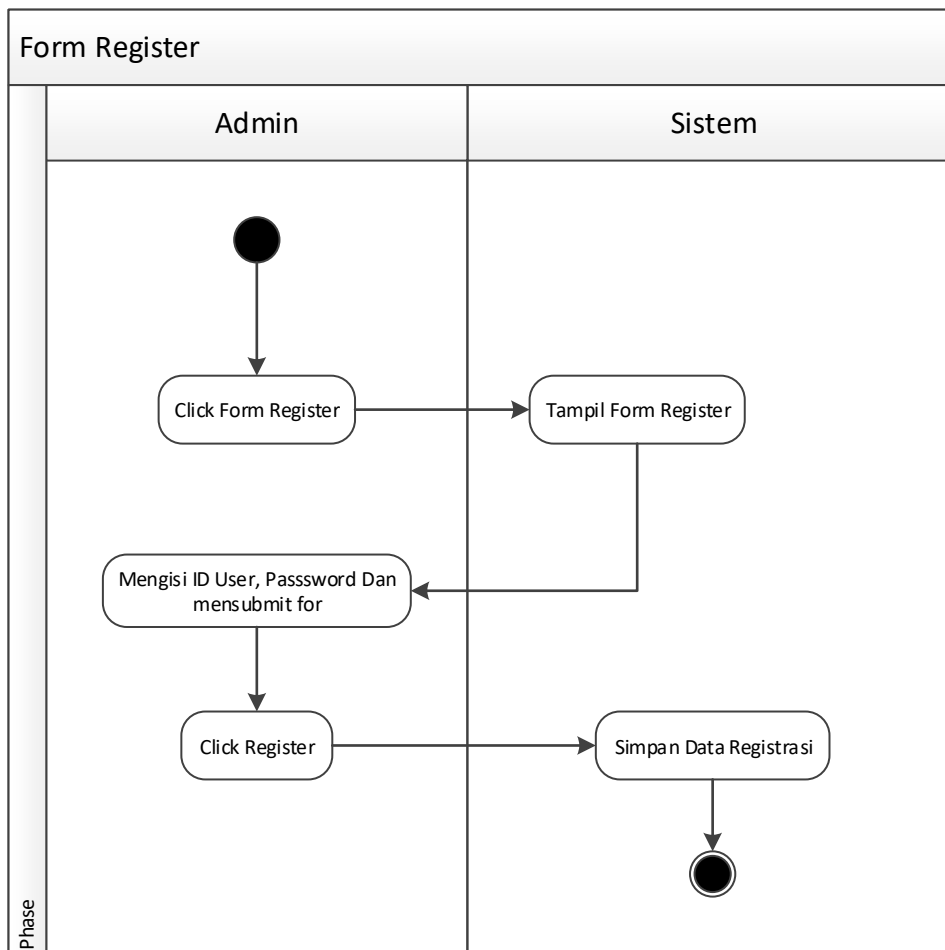 Form Register
Admin
Sistem
Click Form Register
Tampil Form Register
Mengisi ID User, Passsword Dan
mensubmit for
Click Register
Simpan Data Registrasi
Phase